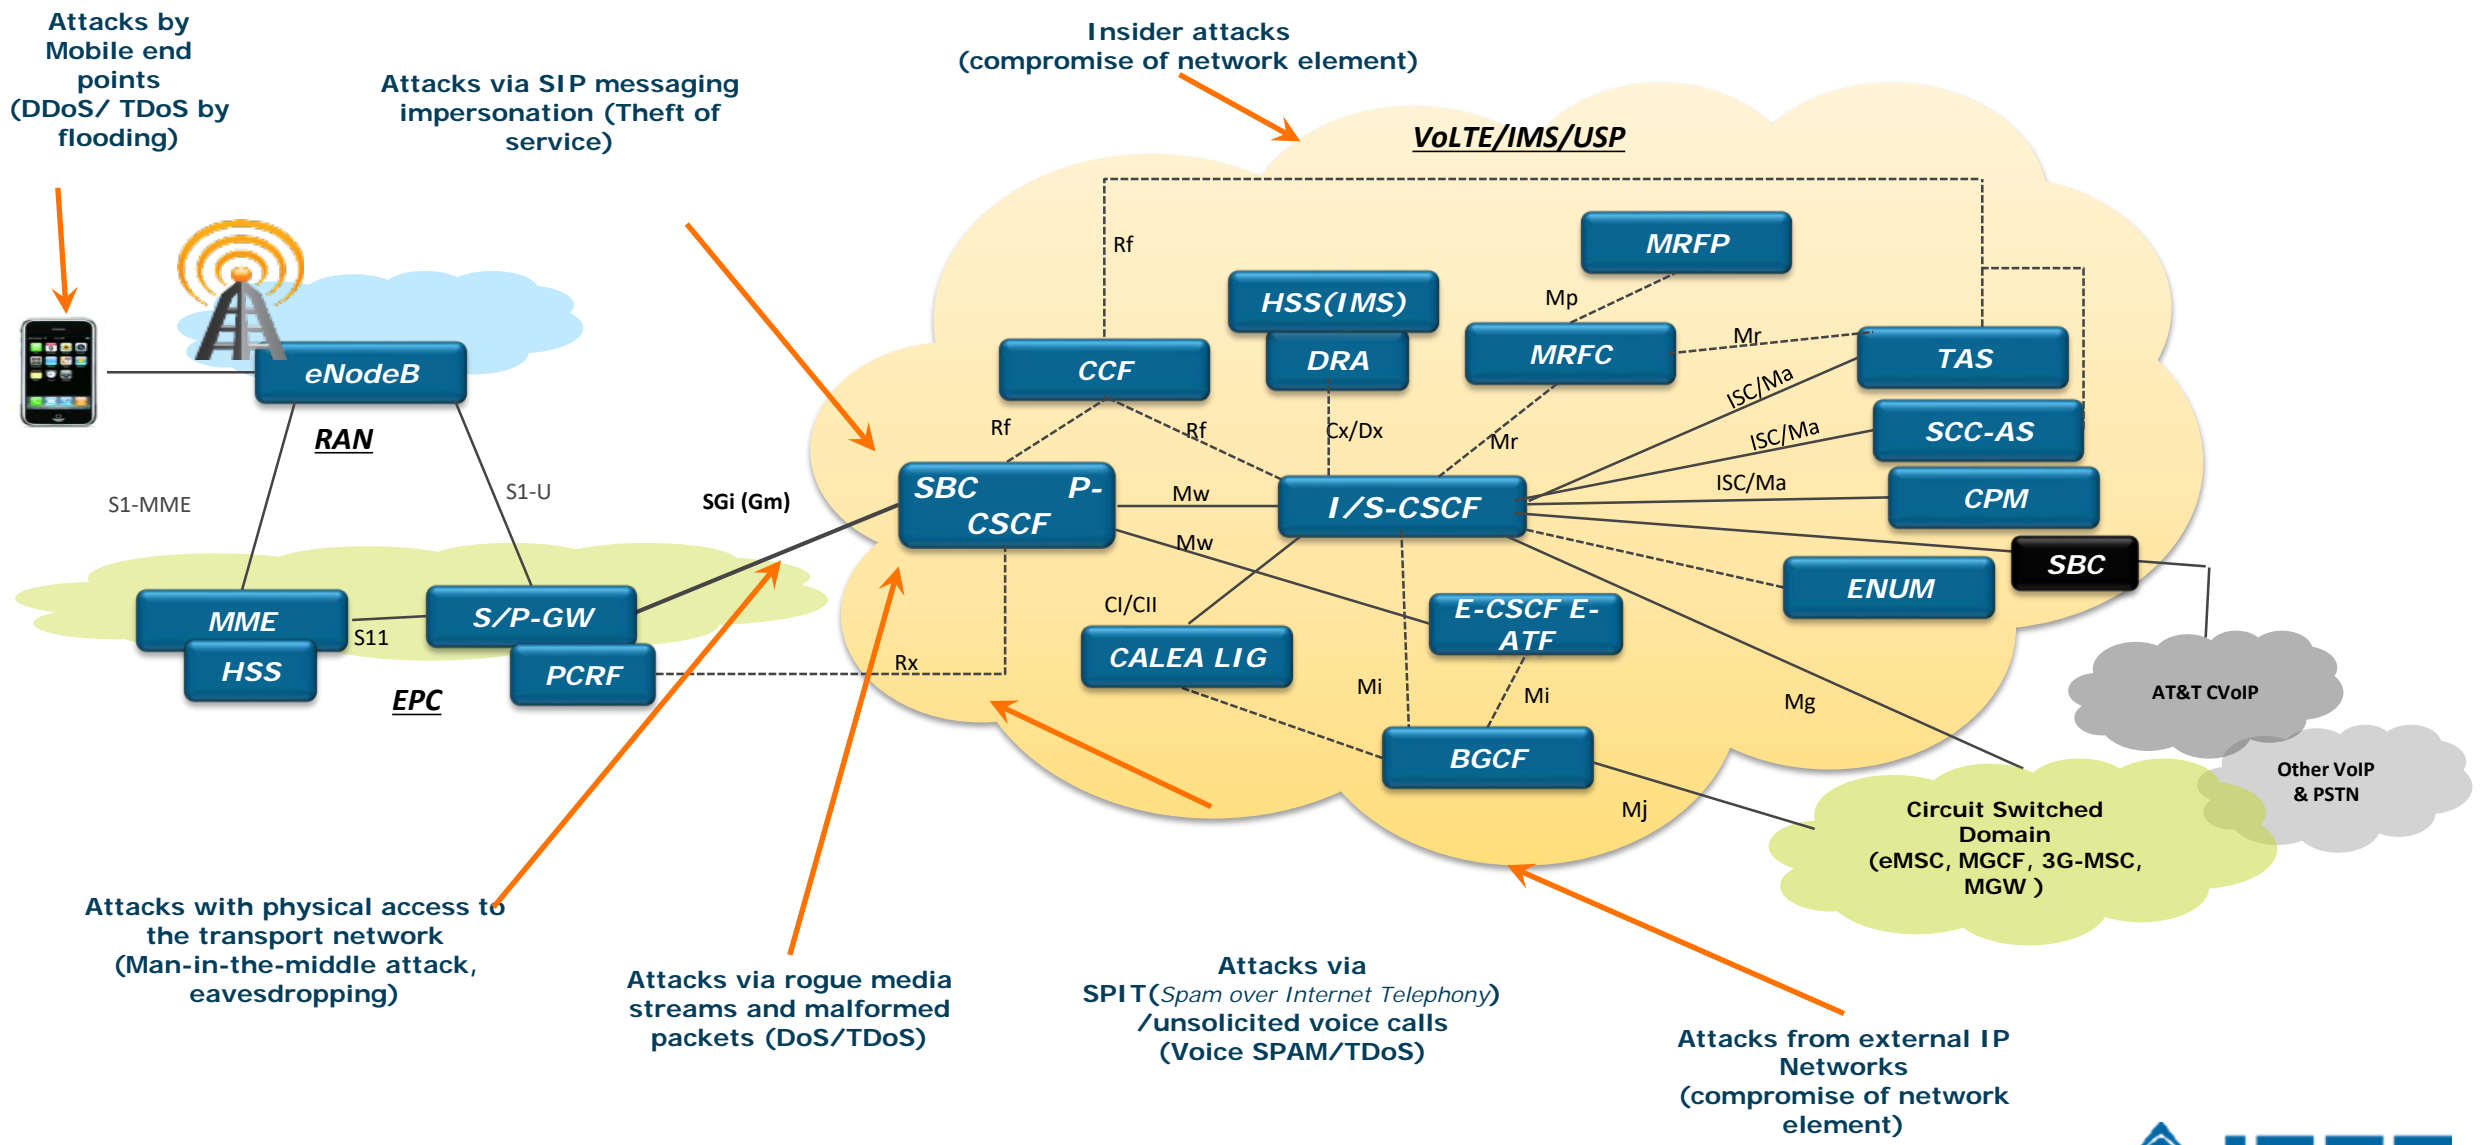 Attacks by
Mobile end
points
(DDoS/ TDoS by
flooding)
Attacks via SIP messaging
impersonation (Theft of
service)
Insider attacks
(compromise of network element)
VoLTE/IMS/USP
Rf
MRFP
HSS(IMS)
Mp
DRA
MRFC
Mr
TAS
CCF
eNodeB
RAN
ISC/Ma
Rf
Rf
Cx/Dx
Mr
ISC/Ma
SCC-AS
S1-MME
S1-U
SGi (Gm)
SBC P-
CSCF
Mw
I/S-CSCF
ISC/Ma
CPM
Mw
SBC
ENUM
MME
S11
S/P-GW
HSS
PCRF
EPC
Rx
CI/CII
CALEA LIG
E-CSCF E-
ATF
Mi
Mi
Mg
BGCF
Mj
AT&T CVoIP
Other VoIP
& PSTN
Circuit Switched
Domain
(eMSC, MGCF, 3G-MSC,
MGW )
Attacks with physical access to
the transport network
(Man-in-the-middle attack,
eavesdropping)
Attacks via rogue media
streams and malformed
packets (DoS/TDoS)
Attacks via
SPIT(Spam over Internet Telephony)
/unsolicited voice calls
(Voice SPAM/TDoS)
Attacks from external IP
Networks
(compromise of network
element)